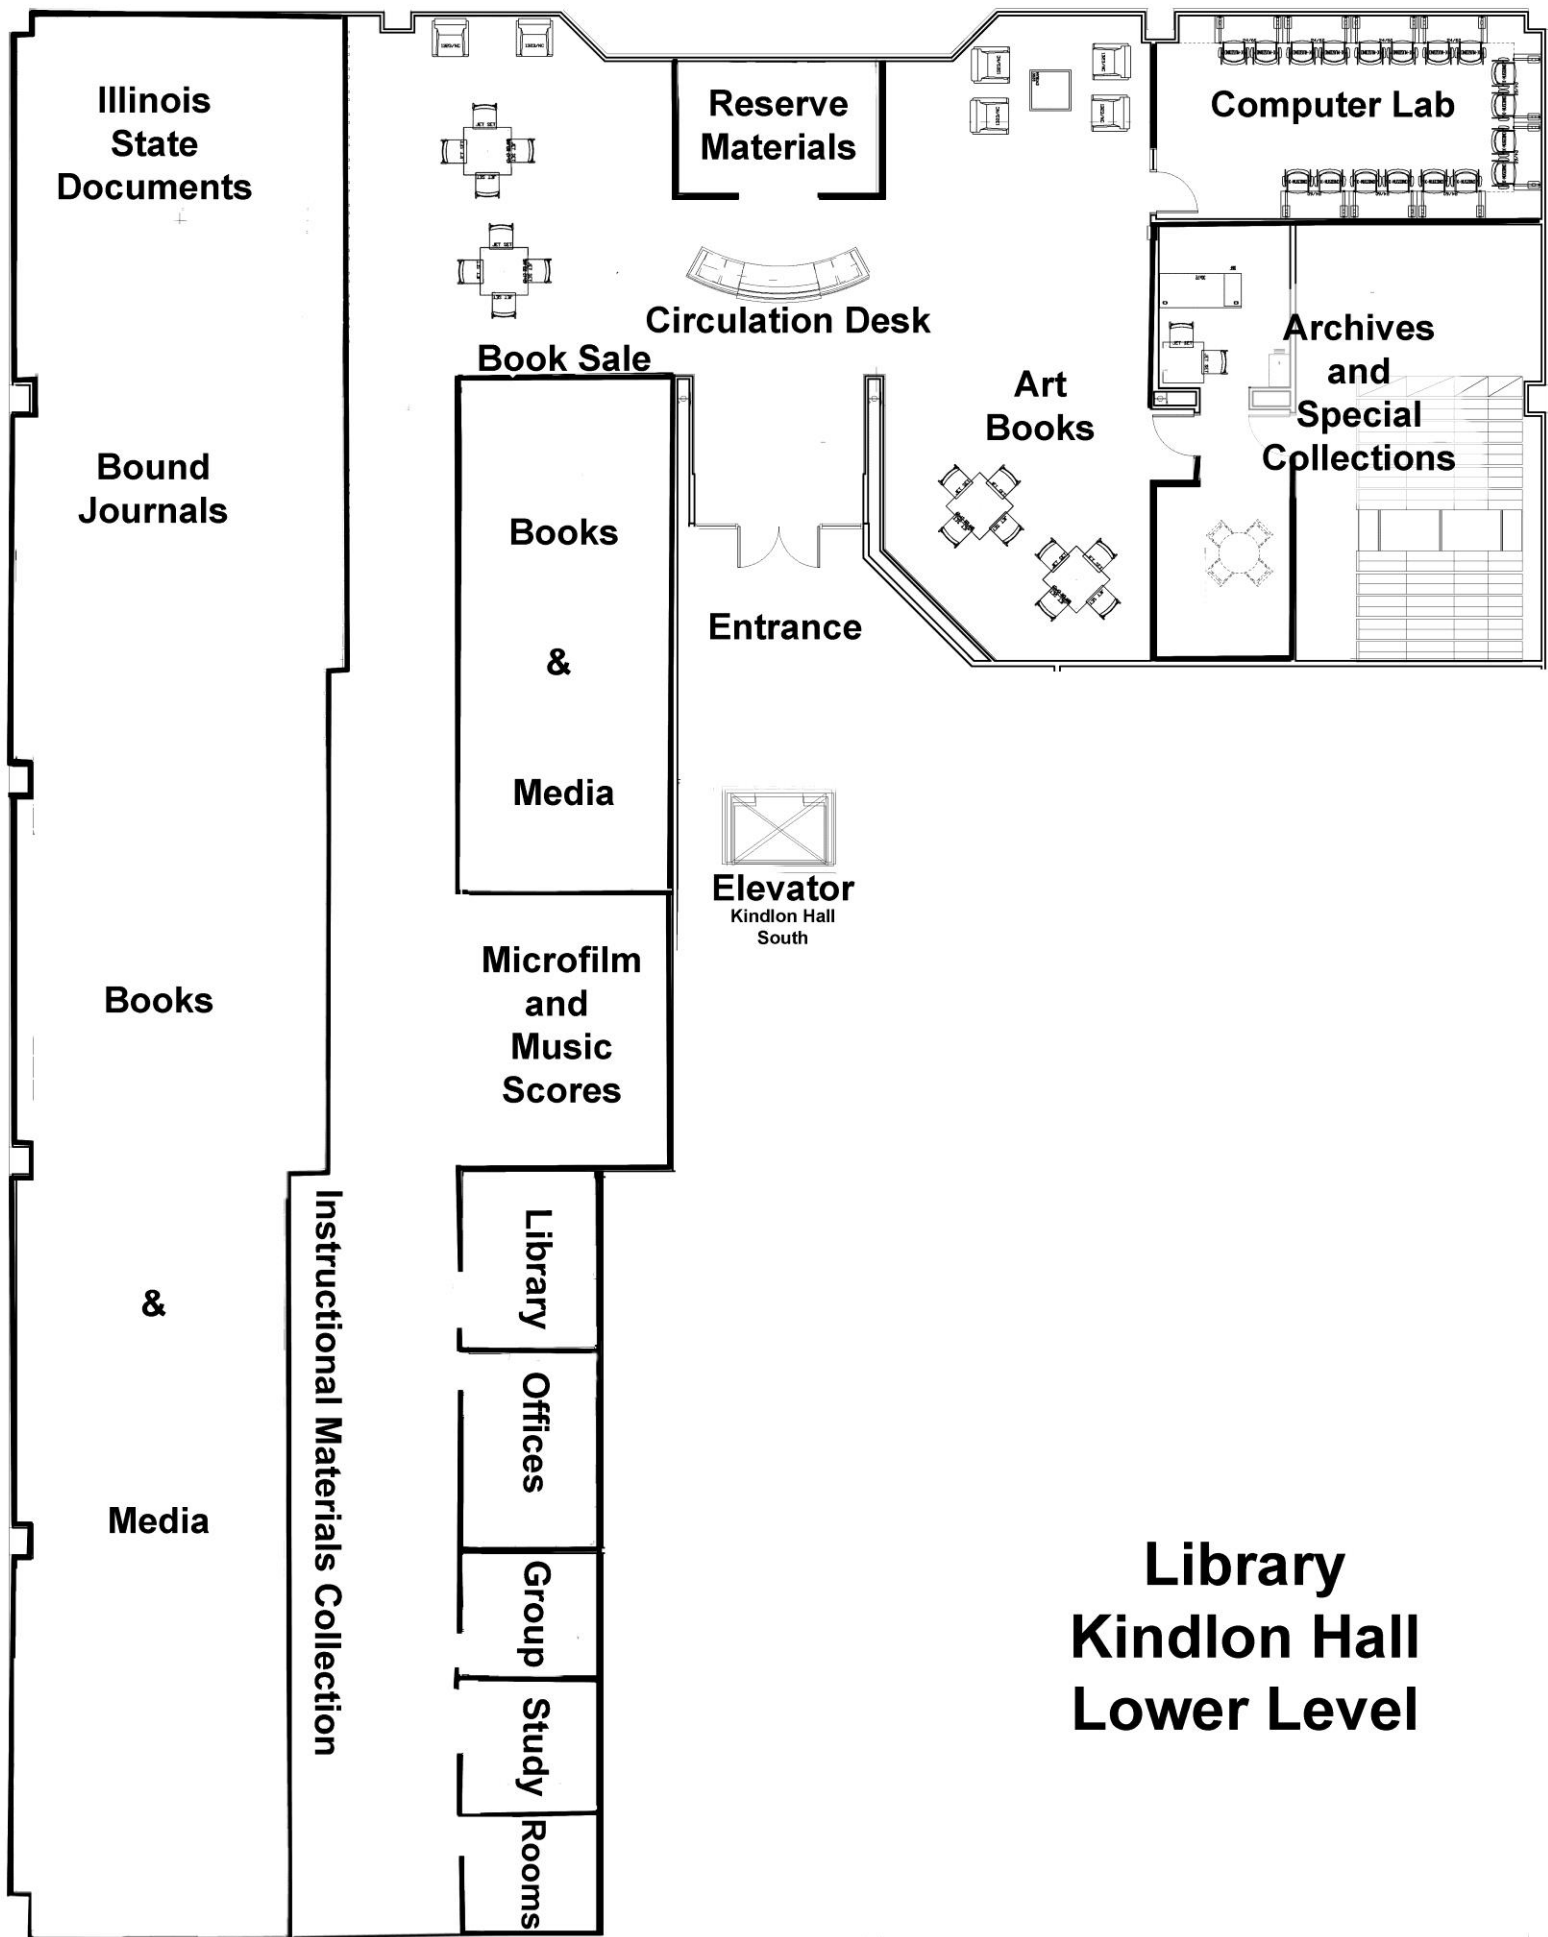 Illinois
State
Documents
Reserve
Materials
Computer Lab
Circulation Desk
Book Sale
Archives
and
Special
Collections
Art
Books
Bound
Journals
Books
&
Media
Entrance
Elevator
Kindlon Hall
South
Microfilm
and
Music
Scores
Books
&
Media
Instructional Materials Collection
Library
Offices
Group
Study
Rooms
Library
Kindlon Hall
Lower Level